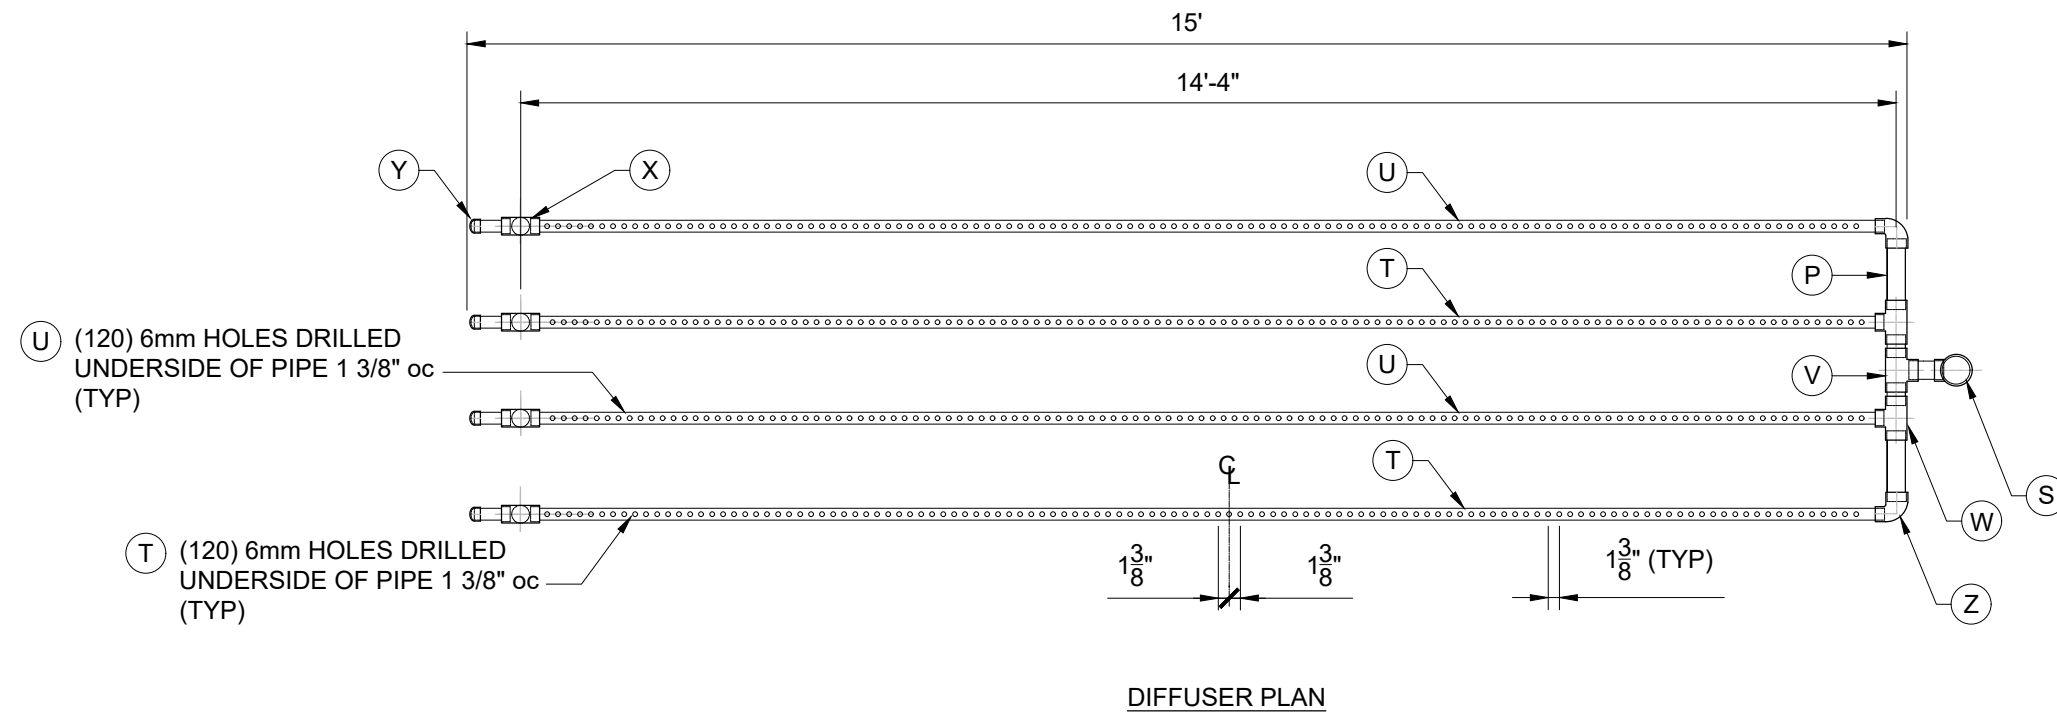 15'
14'-4"
Y
X
U
T
P
U (120) 6mm HOLES DRILLED
UNDERSIDE OF PIPE 1 3/8" oc
(TYP)
U
V
T
CL
S
W
T (120) 6mm HOLES DRILLED
UNDERSIDE OF PIPE 1 3/8" oc
(TYP)
1 3/8"
1 3/8"
1 3/8" (TYP)
Z
DIFFUSER PLAN